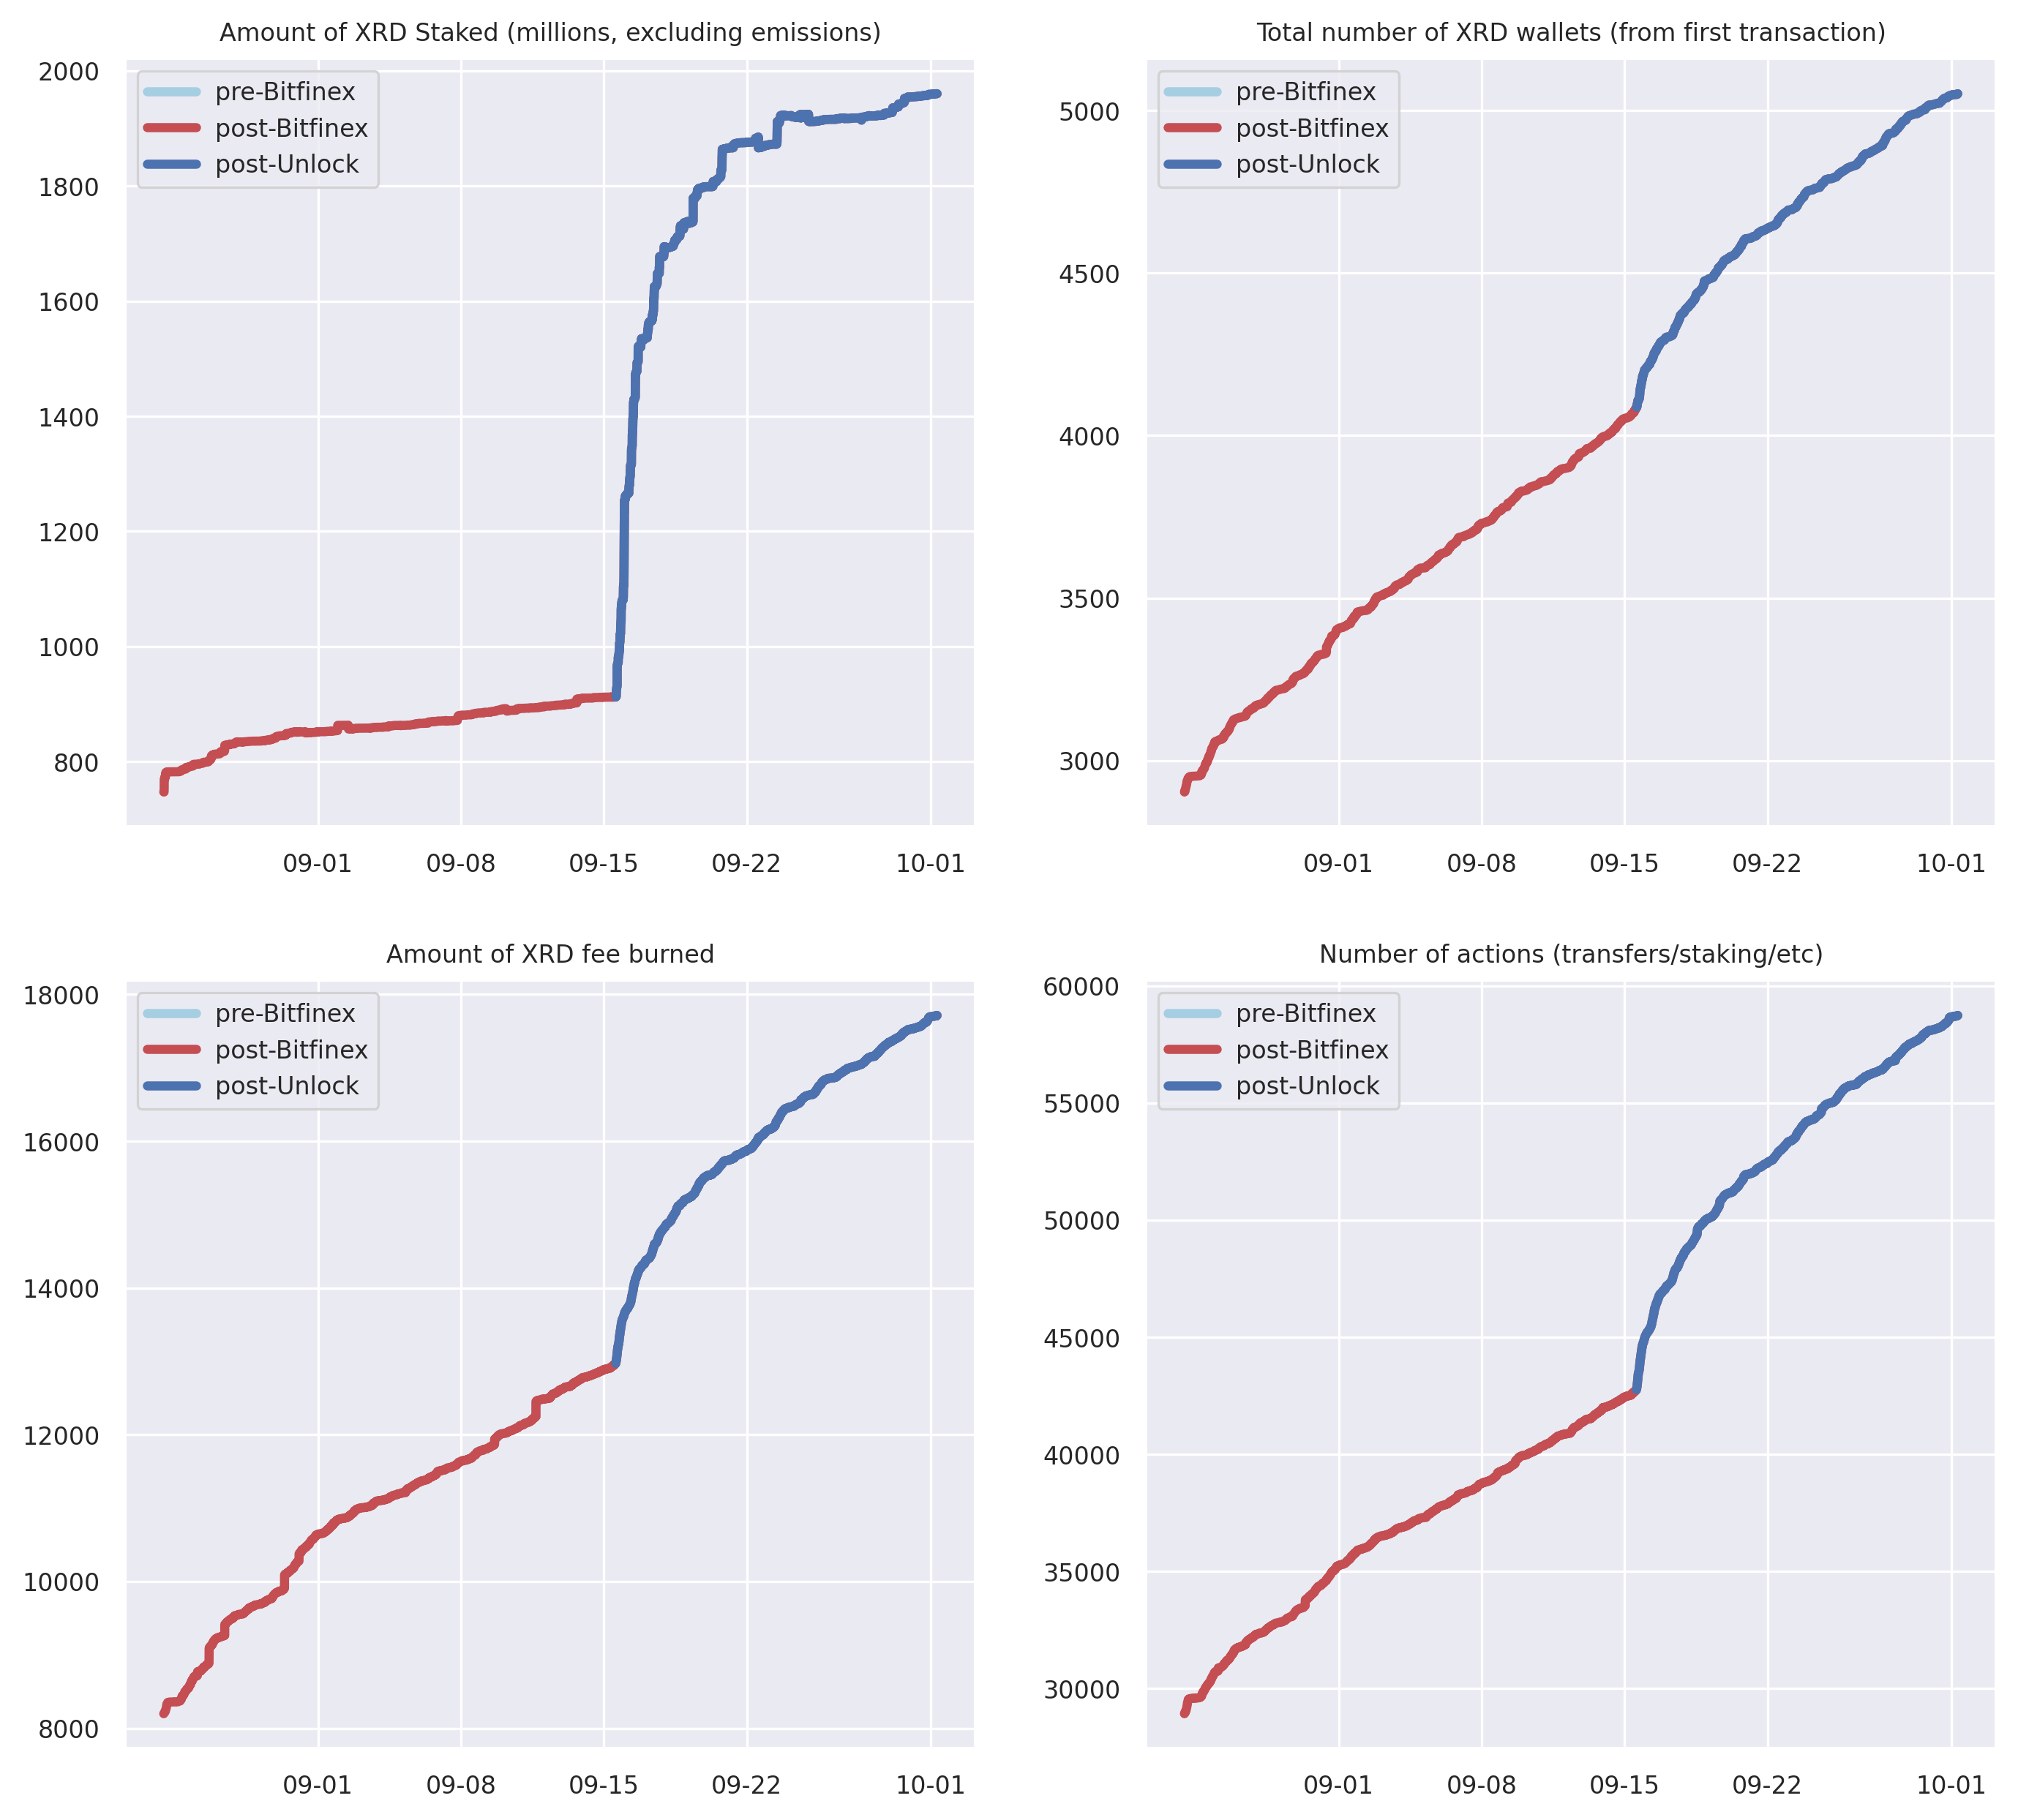 Amount of XRD Staked (millions, excluding emissions)
2000
1800
1600
1400
1200
1000
800
pre-Bitfinex
post-Bitfinex
post-Unlock
09-01 09-08 09-15 09-22 10-01
Total number of XRD wallets (from first transaction)
5000
4500
4000
3500
3000
pre-Bitfinex
post-Bitfinex
post-Unlock
09-01 09-08 09-15 09-22 10-01
Amount of XRD fee burned
18000
16000
14000
12000
10000
8000
pre-Bitfinex
post-Bitfinex
post-Unlock
09-01 09-08 09-15 09-22 10-01
Number of actions (transfers/staking/etc)
60000
55000
50000
45000
40000
35000
30000
pre-Bitfinex
post-Bitfinex
post-Unlock
09-01 09-08 09-15 09-22 10-01